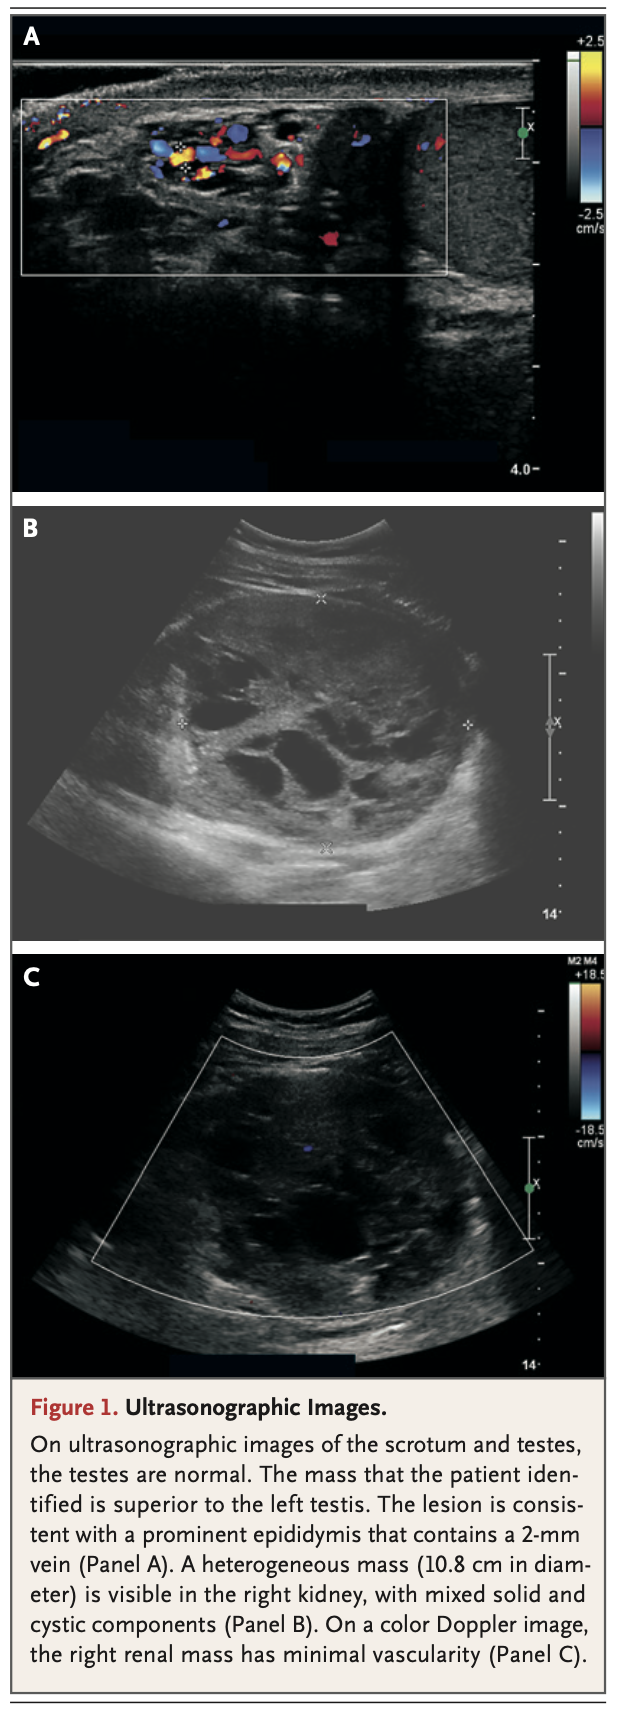 A
+2.5
x
-2.5
cm/s
4.0
B
x
14
C
M2 M4
+18.5
-18.5
cm/s
x
14
Figure 1. Ultrasonographic Images.
On ultrasonographic images of the scrotum and testes,
the testes are normal. The mass that the patient iden-
tified is superior to the left testis. The lesion is consis-
tent with a prominent epididymis that contains a 2-mm
vein (Panel A). A heterogeneous mass (10.8 cm in diam-
eter) is visible in the right kidney, with mixed solid and
cystic components (Panel B). On a color Doppler image,
the right renal mass has minimal vascularity (Panel C).